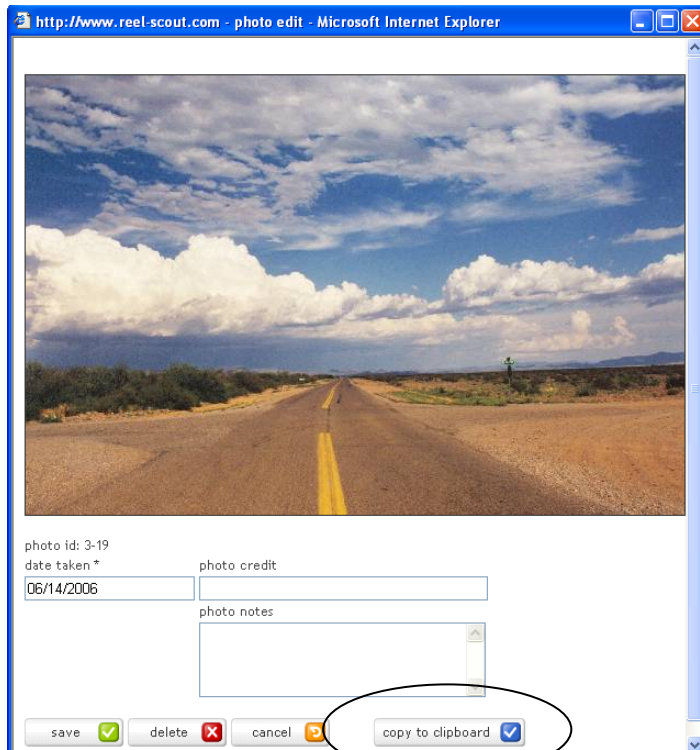 http://www.reel-scout.com - photo edit - Microsoft Internet Explorer
photo id: 3-19
date taken * photo credit
06/14/2006
photo notes
save delete cancel copy to clipboard